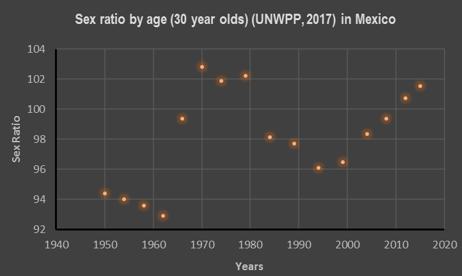 Sex ratio by age (30 year olds) (UNWPP, 2017) in Mexico
104
102
100
98
96
94
92
Sex Ratio
1940 1950 1960 1970 1980 1990 2000 2010 2020
Years